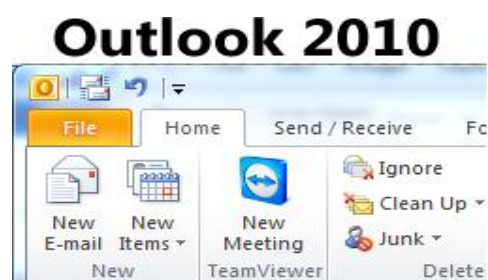 Outlook 2010
File Home Send / Receive Fo
Ignore
Clean Up
Junk
New E-mail
New Items
New Meeting
New TeamViewer Delete